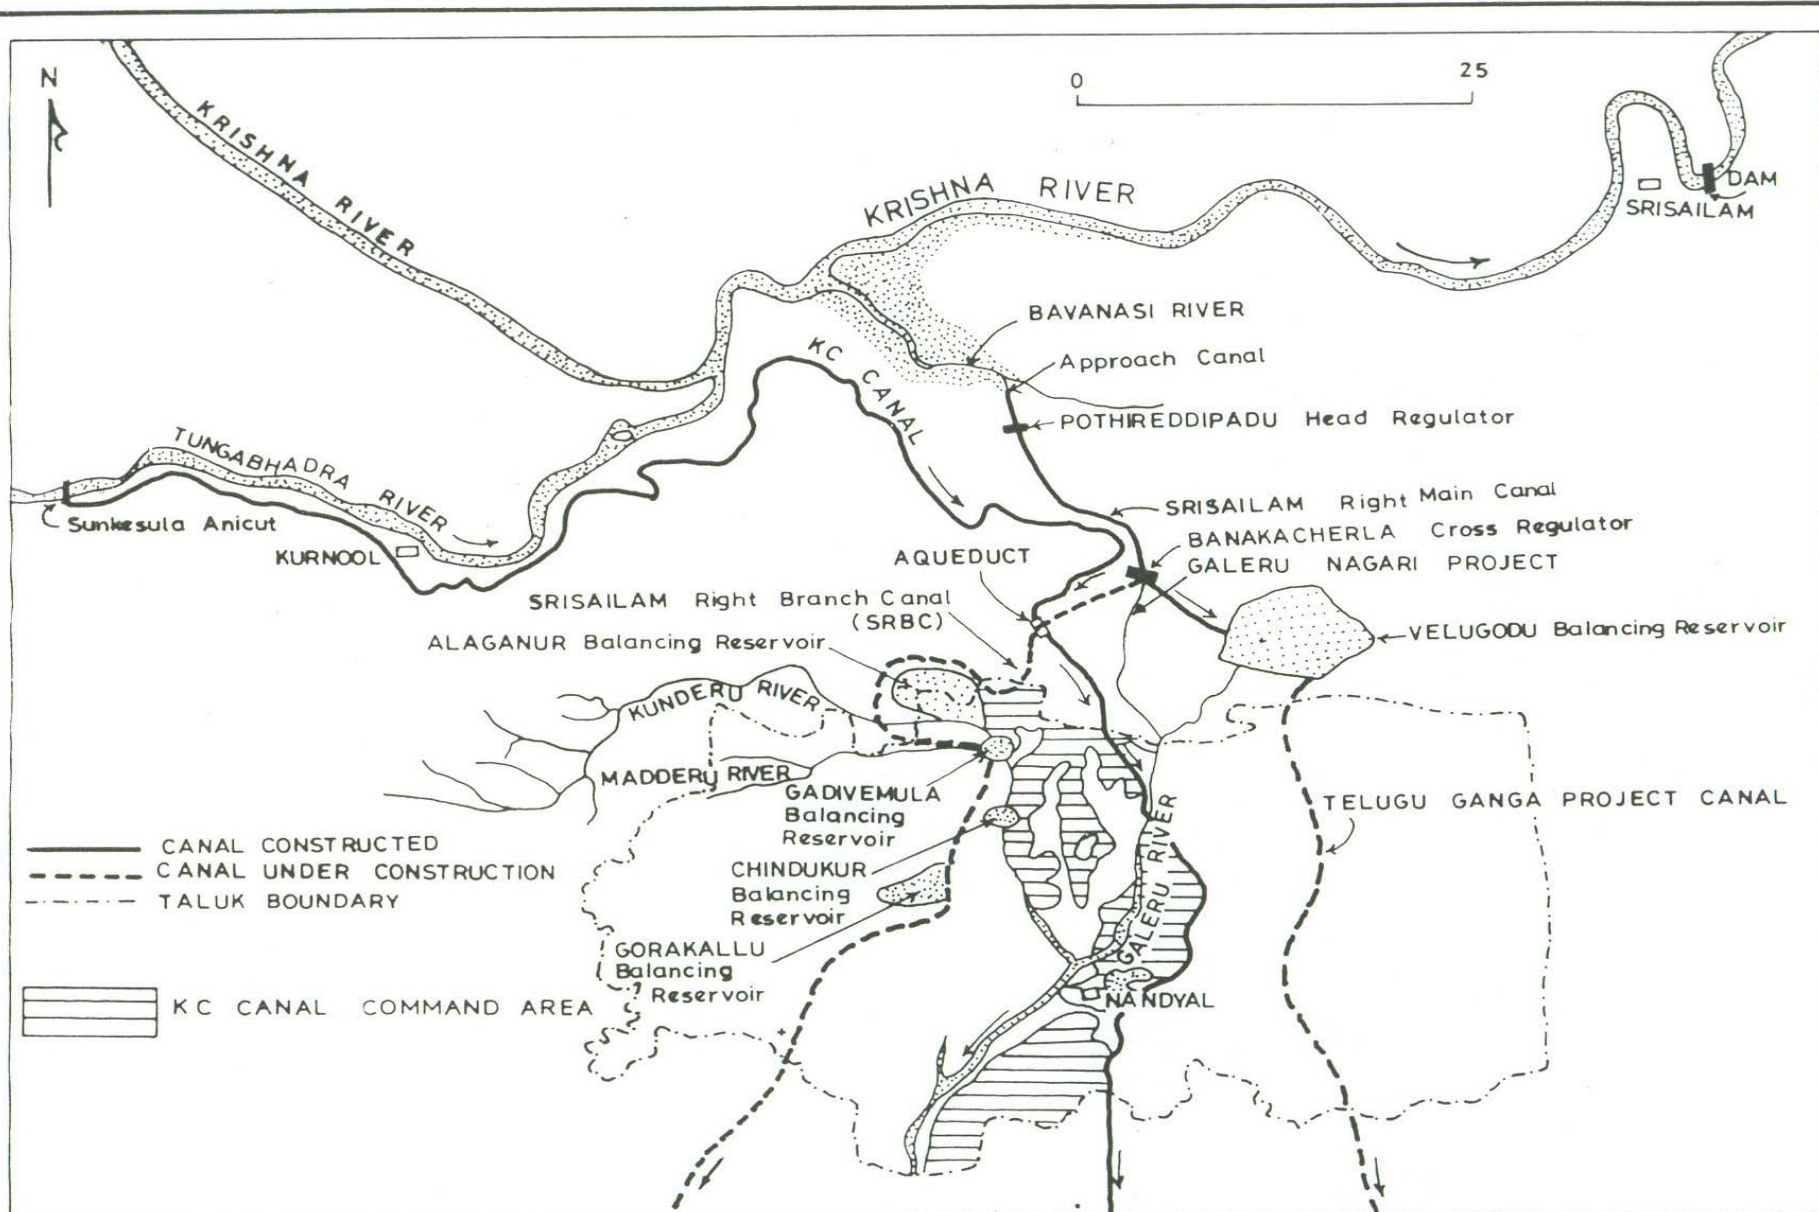 N
0 25
KRISHNA RIVER
KRISHNA RIVER
DAM
SRISAILAM
BAVANASI RIVER
Approach Canal
KC CANAL
POTHIREDDIPADU Head Regulator
TUNGABHADRA RIVER
Sunkesula Anicut
KURNOOL
SRISAILAM Right Main Canal
BANAKACHERLA Cross Regulator
GALERU NAGARI PROJECT
AQUEDUCT
SRISAILAM Right Branch Canal
(SRBC)
ALAGANUR Balancing Reservoir
VELUGODU Balancing Reservoir
KUNDERU RIVER
MADDERU RIVER
GADIVEMULA
Balancing
Reservoir
TELUGU GANGA PROJECT CANAL
GALERU RIVER
CHINDUKUR
Balancing
Reservoir
GORAKALLU
Balancing
Reservoir
NANDYAL
CANAL CONSTRUCTED
CANAL UNDER CONSTRUCTION
TALUK BOUNDARY
KC CANAL COMMAND AREA